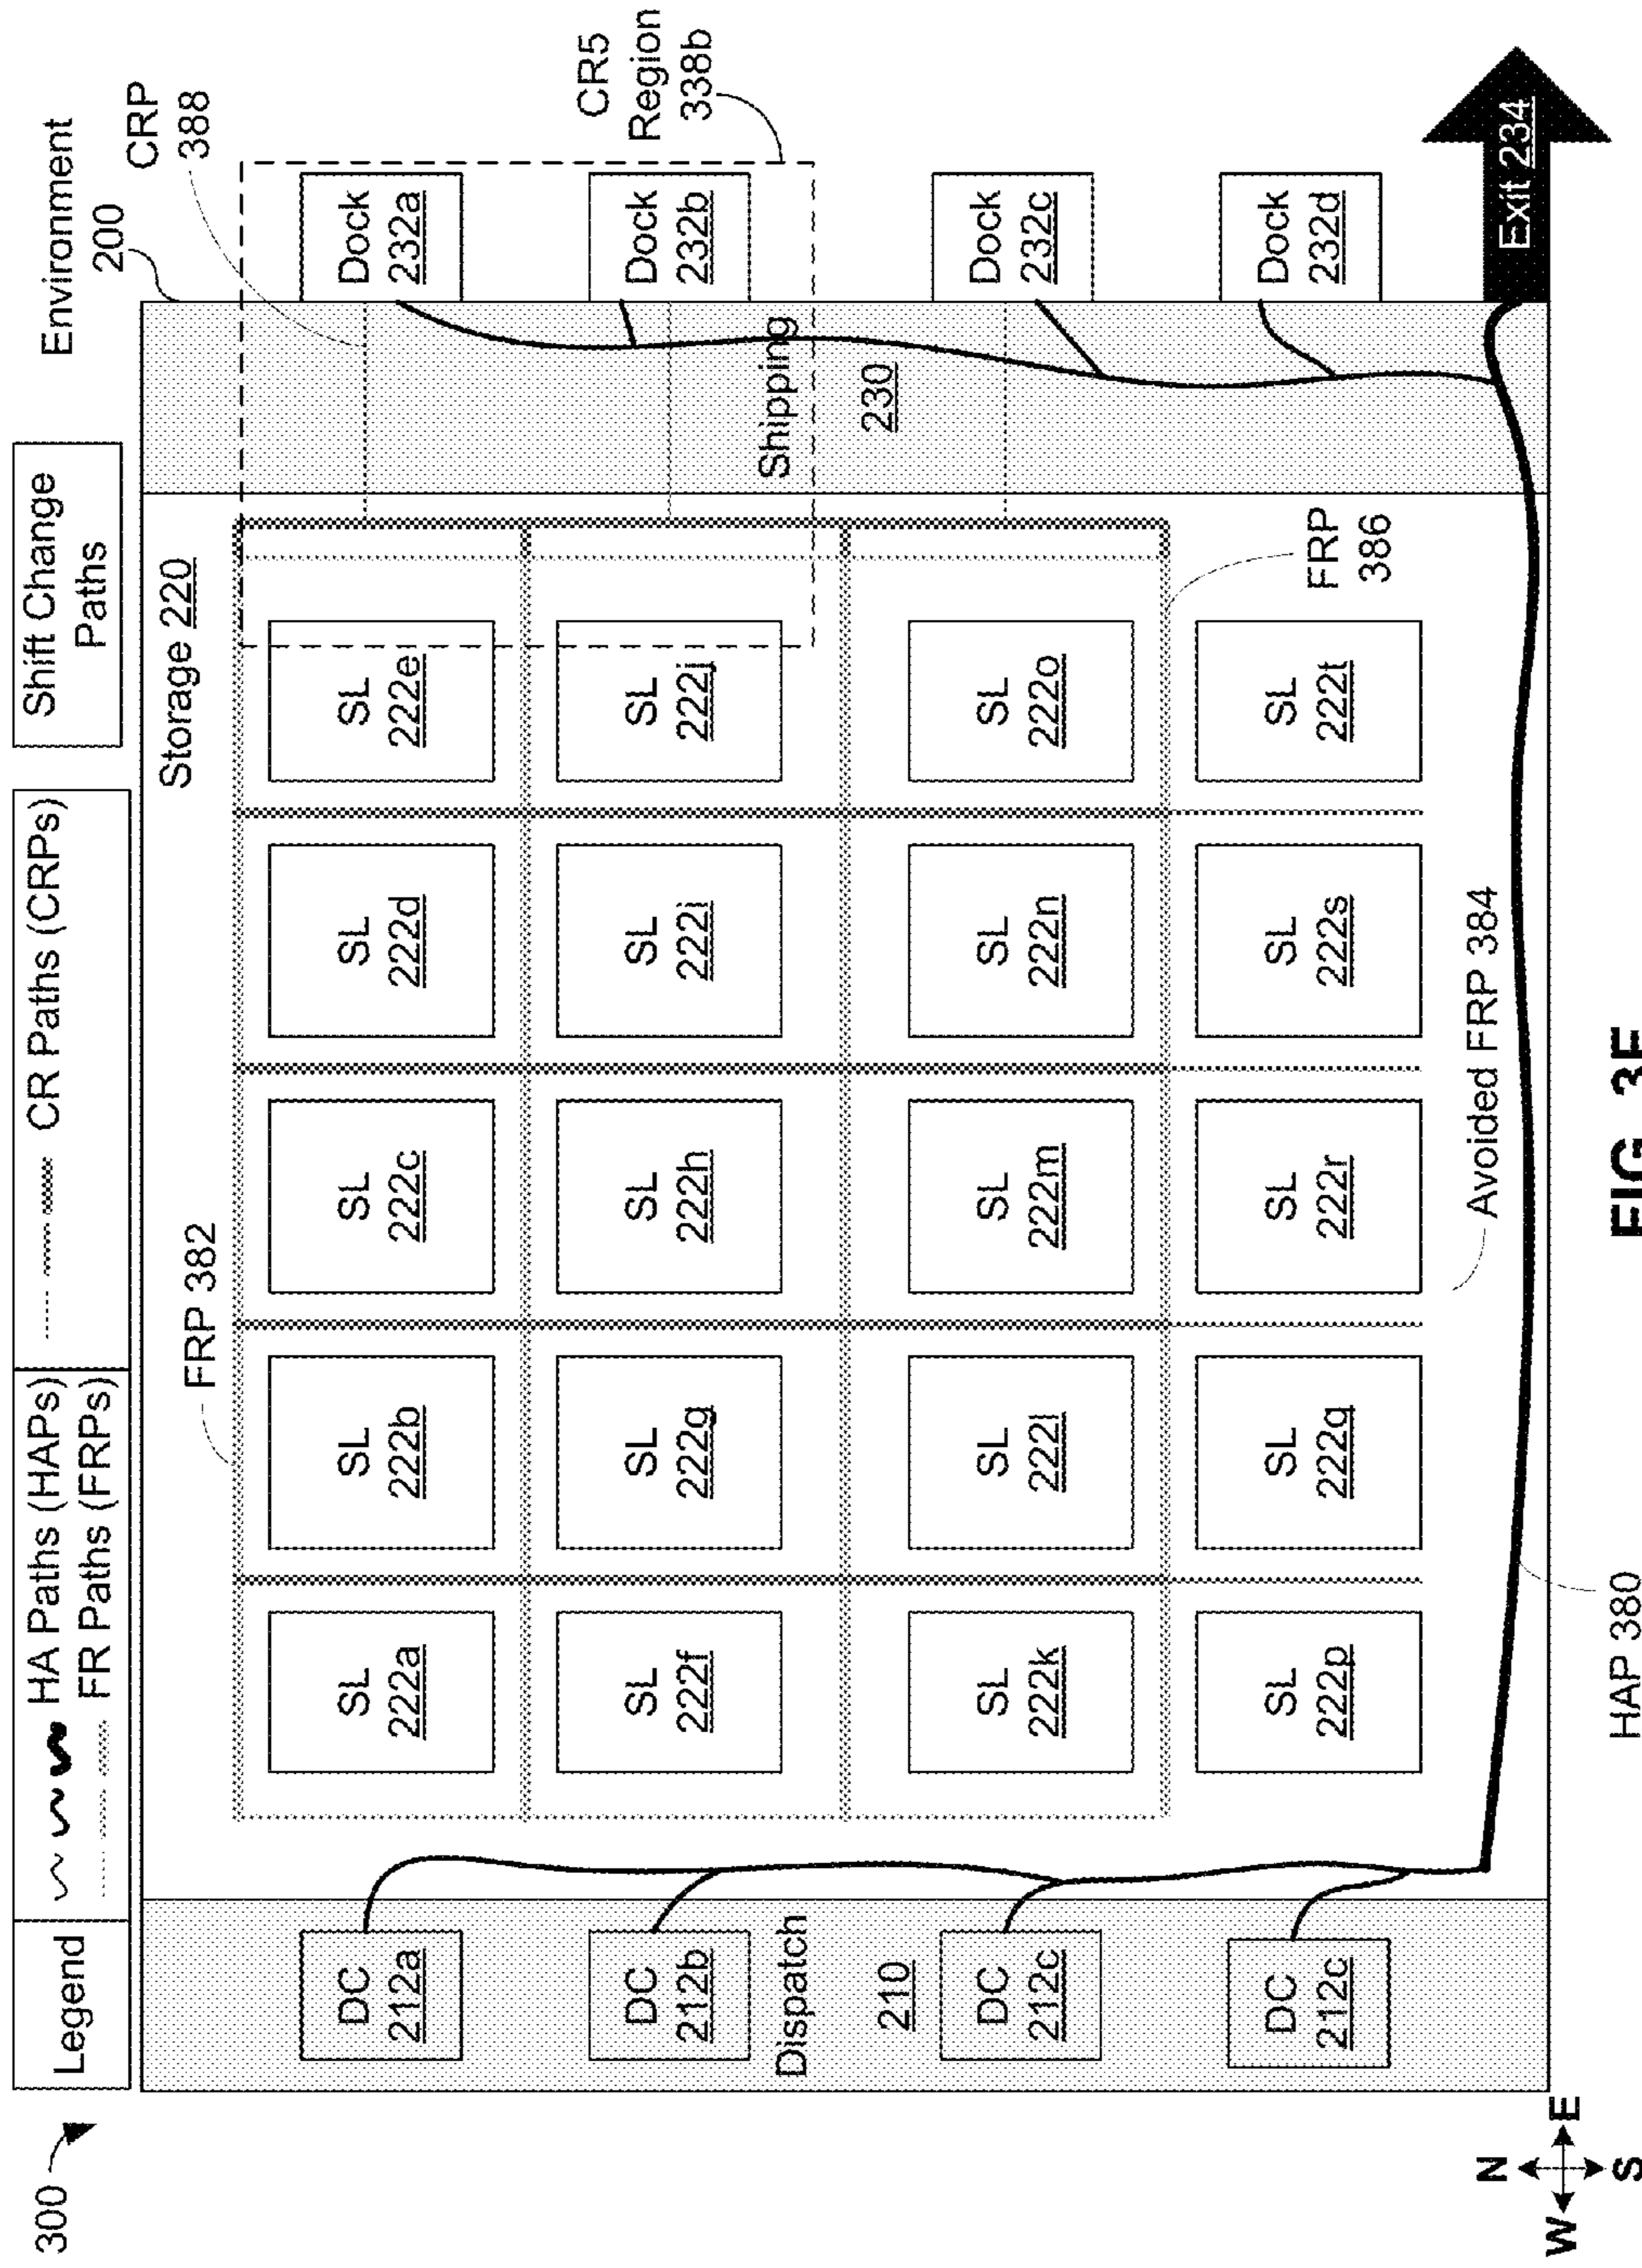 300
Legend
HA Paths (HAPs)
FR Paths (FRPs)
CR Paths (CRPs)
Shift Change
Paths
Environment
200
CRP
388
CR5
Region
338b
FRP 382
Storage 220
DC
212a
SL
222a
SL
222b
SL
222c
SL
222d
SL
222e
Dock
232a
DC
212b
SL
222f
SL
222g
SL
222h
SL
222i
SL
222j
Dock
232b
Dispatch
210
Shipping
230
DC
212c
SL
222k
SL
222l
SL
222m
SL
222n
SL
222o
Dock
232c
DC
212c
SL
222p
SL
222q
SL
222r
SL
222s
SL
222t
Dock
232d
FRP
386
Avoided FRP 384
Exit 234
HAP 380
N
W E
S